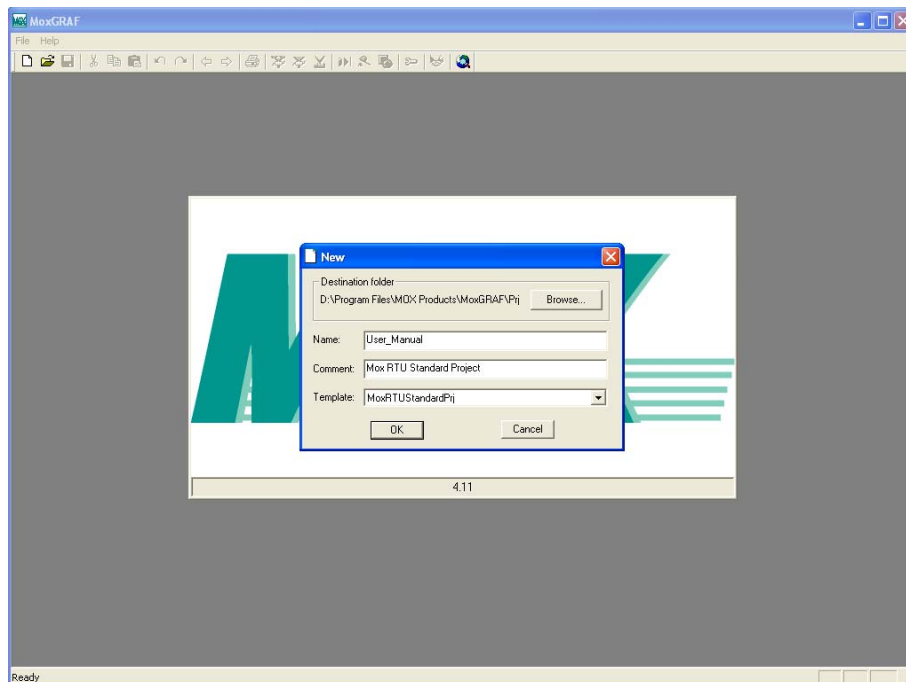 MOX MoxGRAF
File Help
New
Destination folder
D:\Program Files\MOX Products\MoxGRAF\Prj Browse...
Name: User_Manual
Comment: Mox RTU Standard Project
Template: MoxRTUStandardPrj
OK Cancel
4.11
Ready